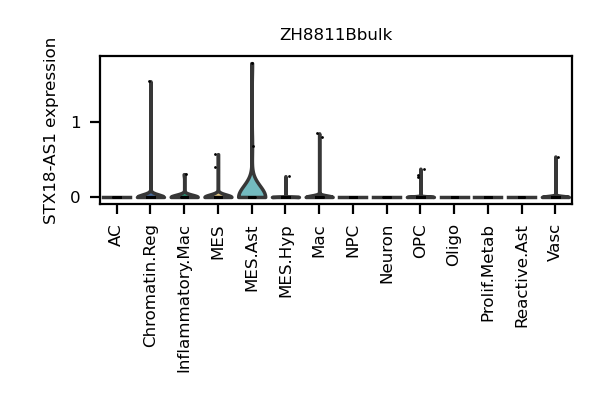 ZH8811Bbulk
STX18-AS1 expression
1
0
AC
Chromatin.Reg
Inflammatory.Mac
MES
MES.Ast
MES.Hyp
Mac
NPC
Neuron
OPC
Oligo
Prolif.Metab
Reactive.Ast
Vasc